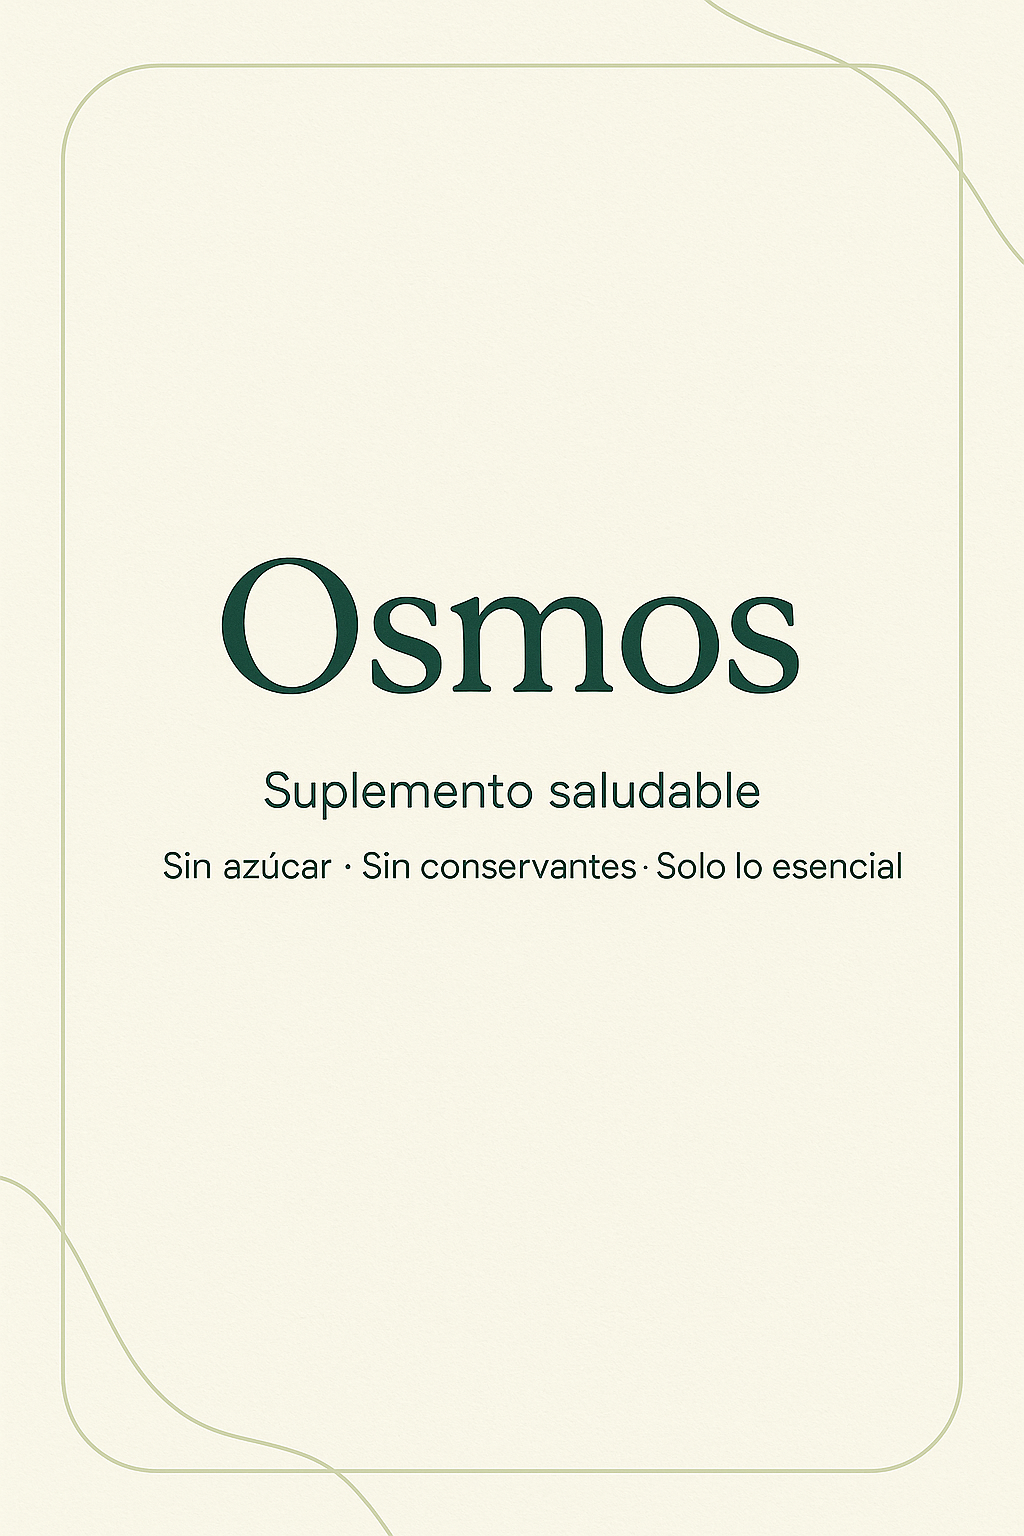 Osmos
Suplemento saludable
Sin azúcar · Sin conservantes · Solo lo esencial